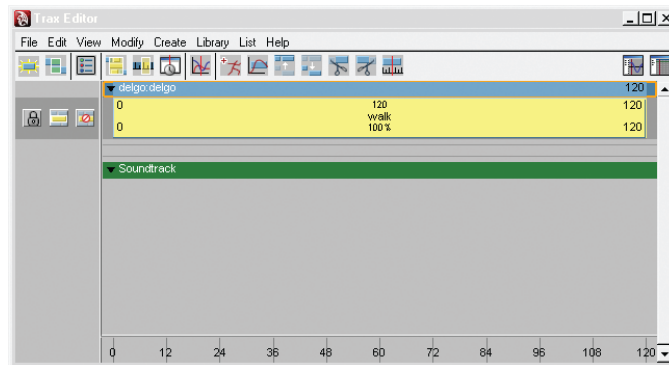 Trax Editor
File Edit View Modify Create Library List Help
delgo:delgo 120
0 120 120
walk
0 100% 120
Soundtrack
0 12 24 36 48 60 72 84 96 108 120